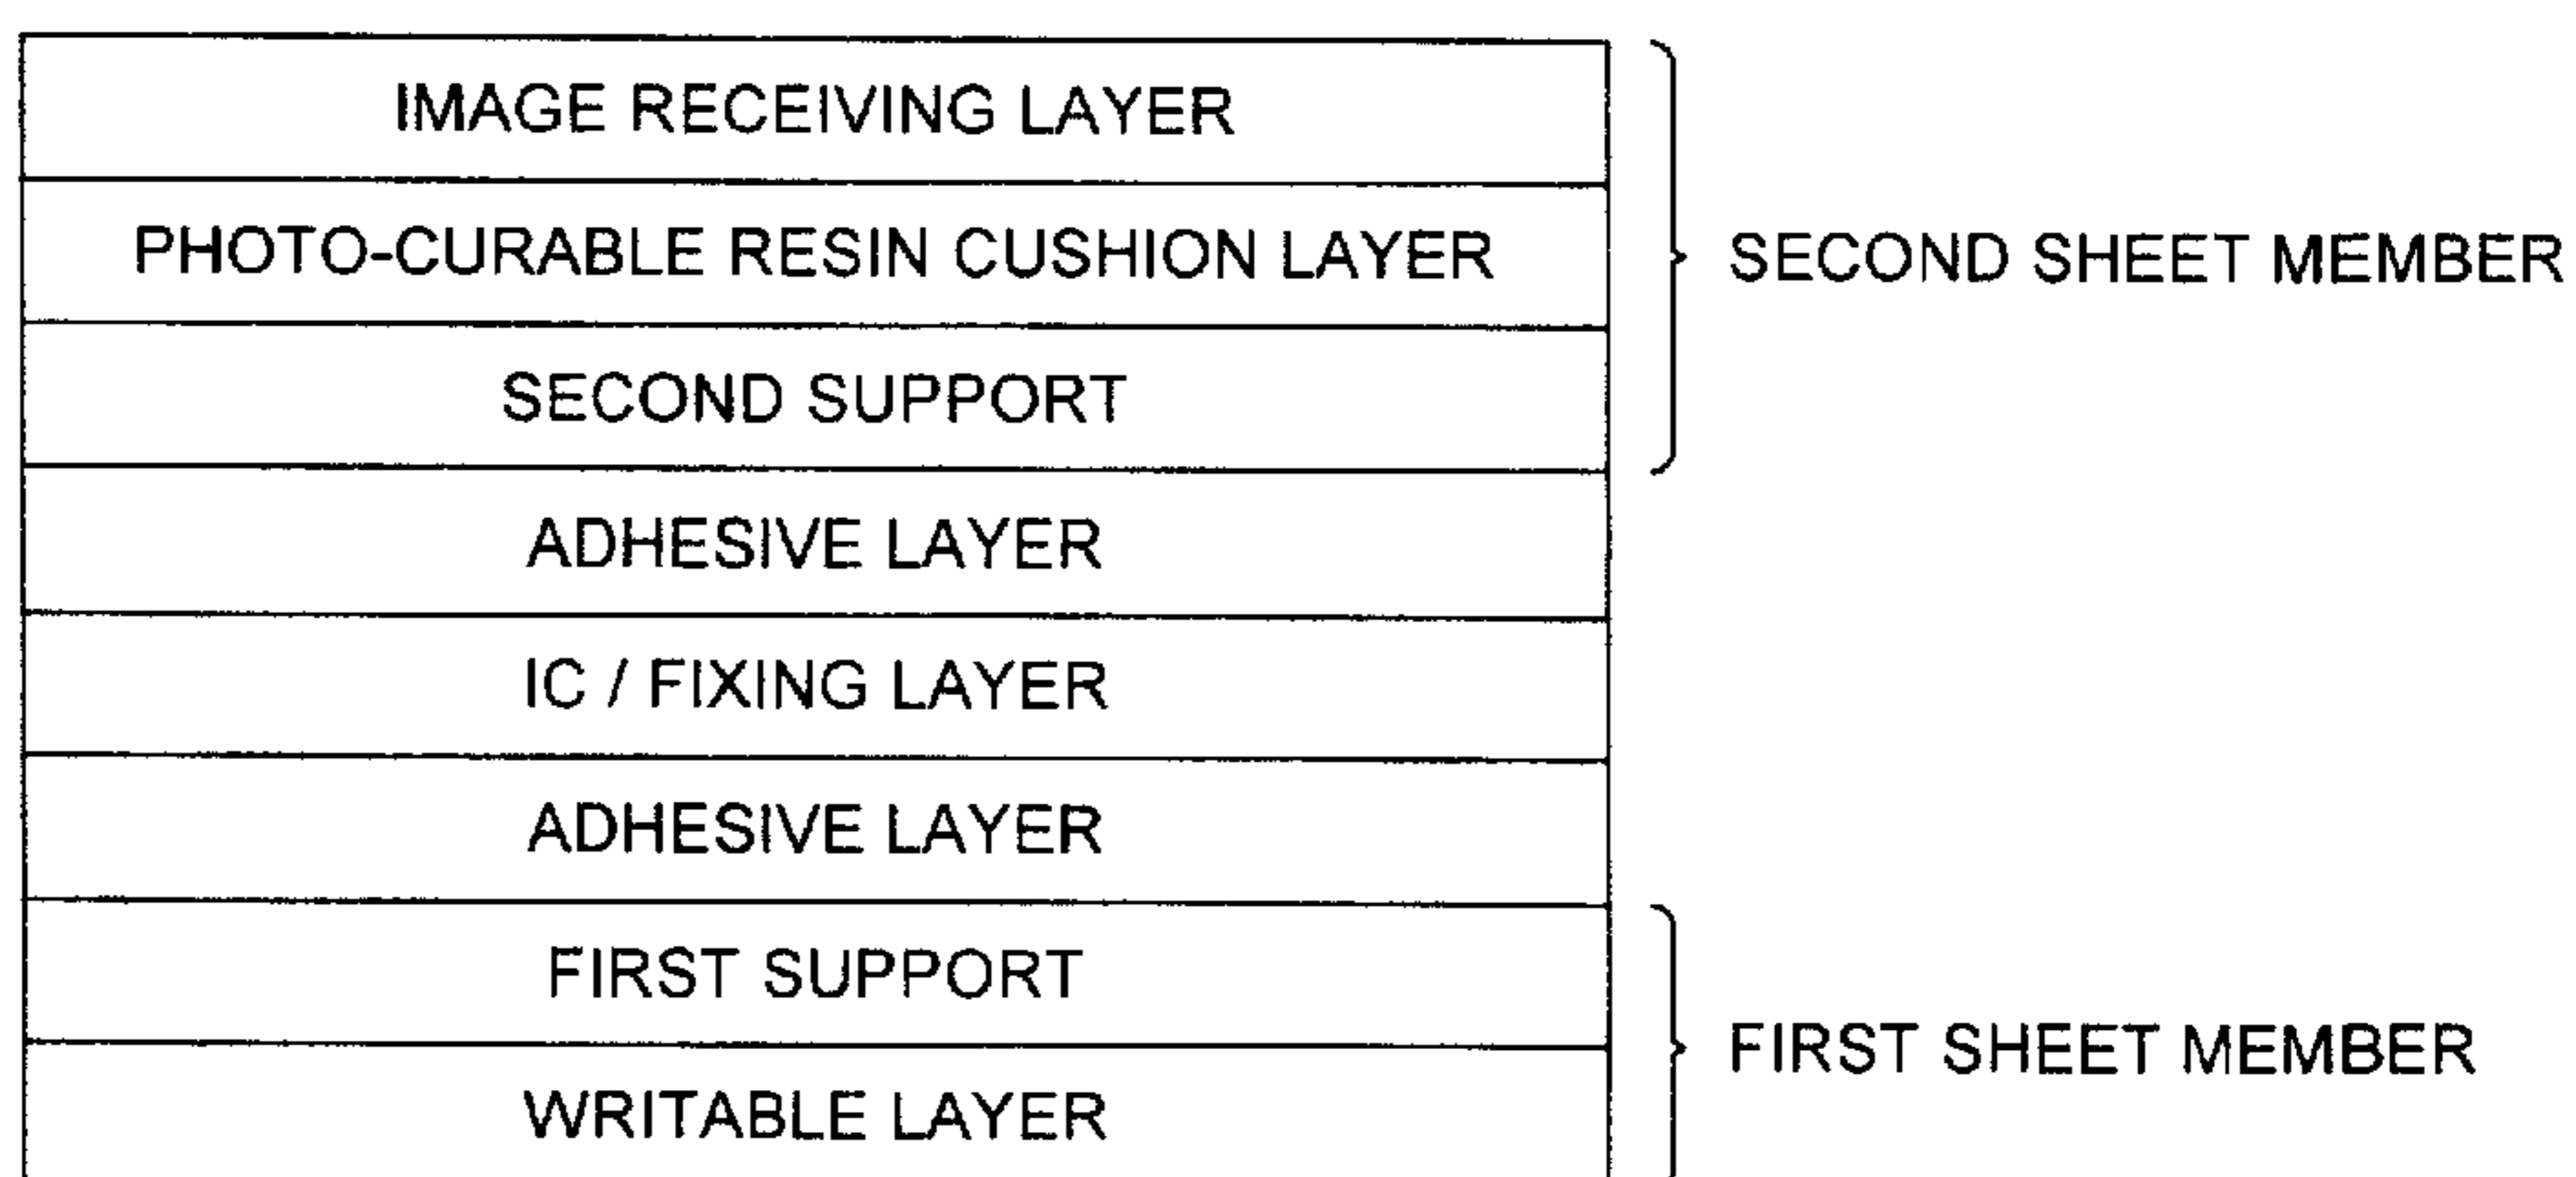 IMAGE RECEIVING LAYER
PHOTO-CURABLE RESIN CUSHION LAYER
SECOND SUPPORT
SECOND SHEET MEMBER
ADHESIVE LAYER
IC / FIXING LAYER
ADHESIVE LAYER
FIRST SUPPORT
WRITABLE LAYER
FIRST SHEET MEMBER